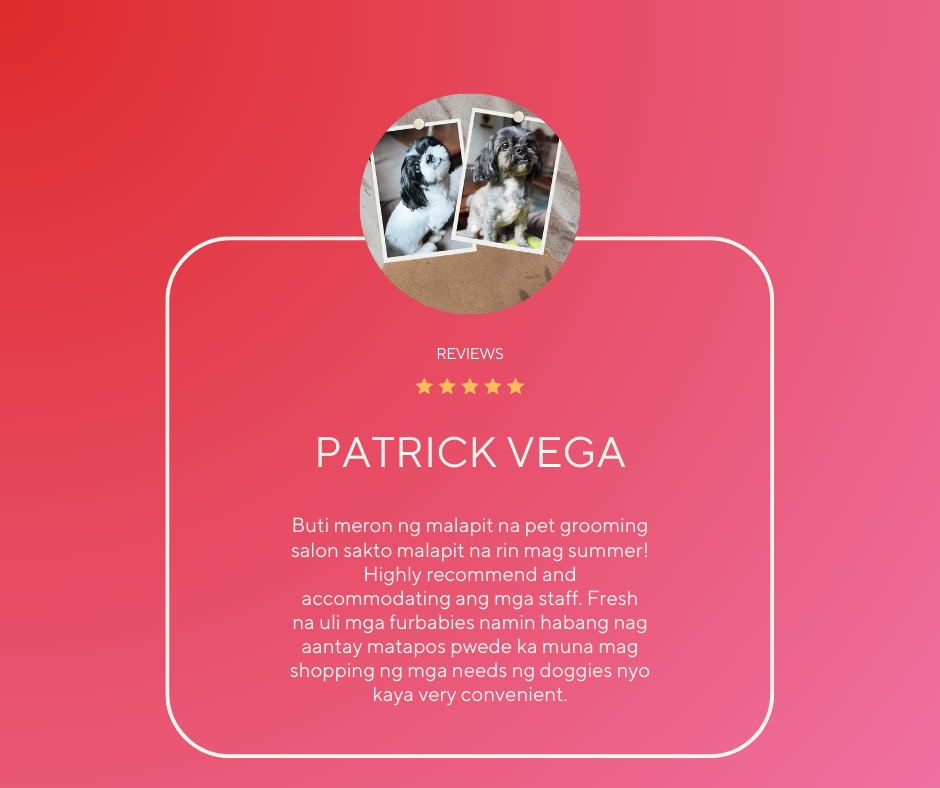 REVIEWS
PATRICK VEGA
Buti meron ng malapit na pet grooming
salon sakto malapit na rin mag summer!
Highly recommend and
accommodating ang mga staff. Fresh
na uli mga furbabies namin habang nag
aantay matapos pwede ka muna mag
shopping ng mga needs ng doggies nyo
kaya very convenient.